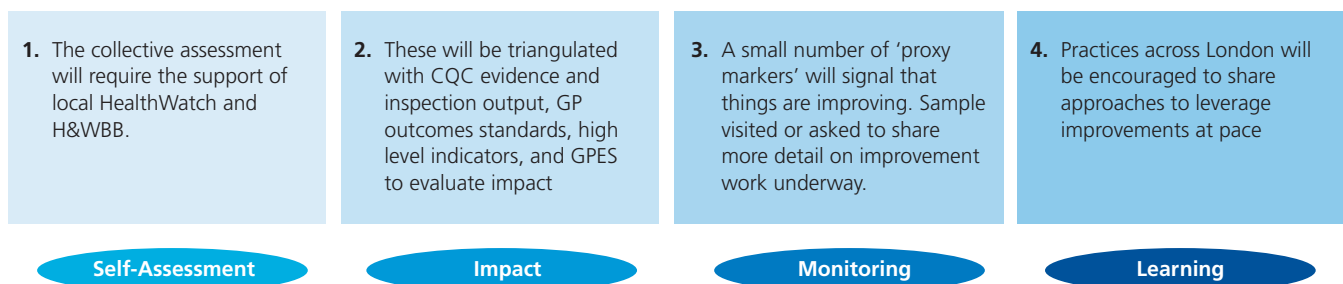 1. The collective assessment
will require the support of
local HealthWatch and
H&WBB.
2. These will be triangulated
with CQC evidence and
inspection output, GP
outcomes standards, high
level indicators, and GPES
to evaluate impact
3. A small number of ‘proxy
markers’ will signal that
things are improving. Sample
visited or asked to share
more detail on improvement
work underway.
4. Practices across London will
be encouraged to share
approaches to leverage
improvements at pace
Self-Assessment
Impact
Monitoring
Learning